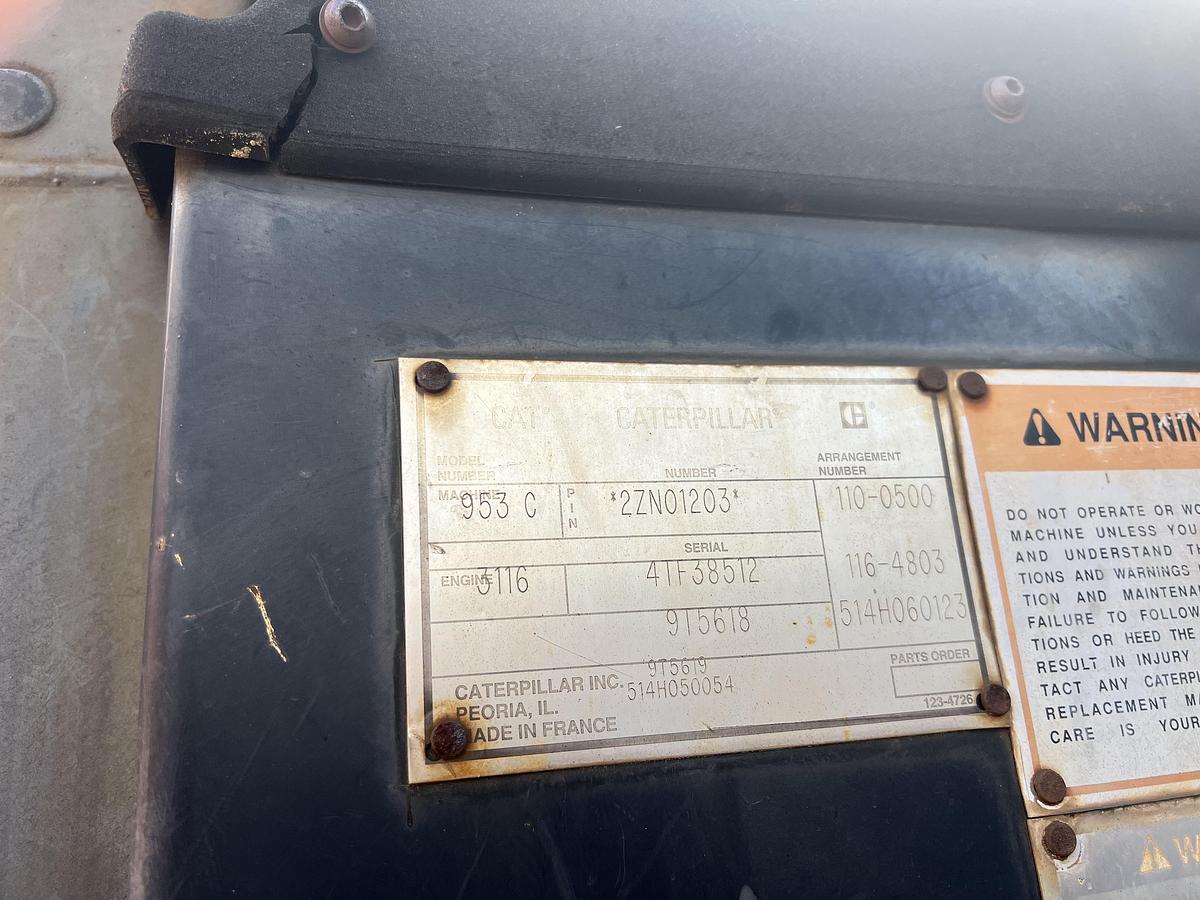 CAT® CATERPILLAR®
MODEL NUMBER
NUMBER
ARRANGEMENT NUMBER
MACHINE 953 C PIN *2ZN01203* 110-0500
SERIAL
ENGINE 3116 4TF38512 116-4803
9T5618 514H060123
9T5619
514H050054
PARTS ORDER
CATERPILLAR INC.
PEORIA, IL.
MADE IN FRANCE
123-4726
WARNIN
DO NOT OPERATE OR WO
MACHINE UNLESS YOU
AND UNDERSTAND TH
TIONS AND WARNINGS
TION AND MAINTENA
FAILURE TO FOLLOW
TIONS OR HEED THE
RESULT IN INJURY
TACT ANY CATERPI
REPLACEMENT MA
CARE IS YOUR
W